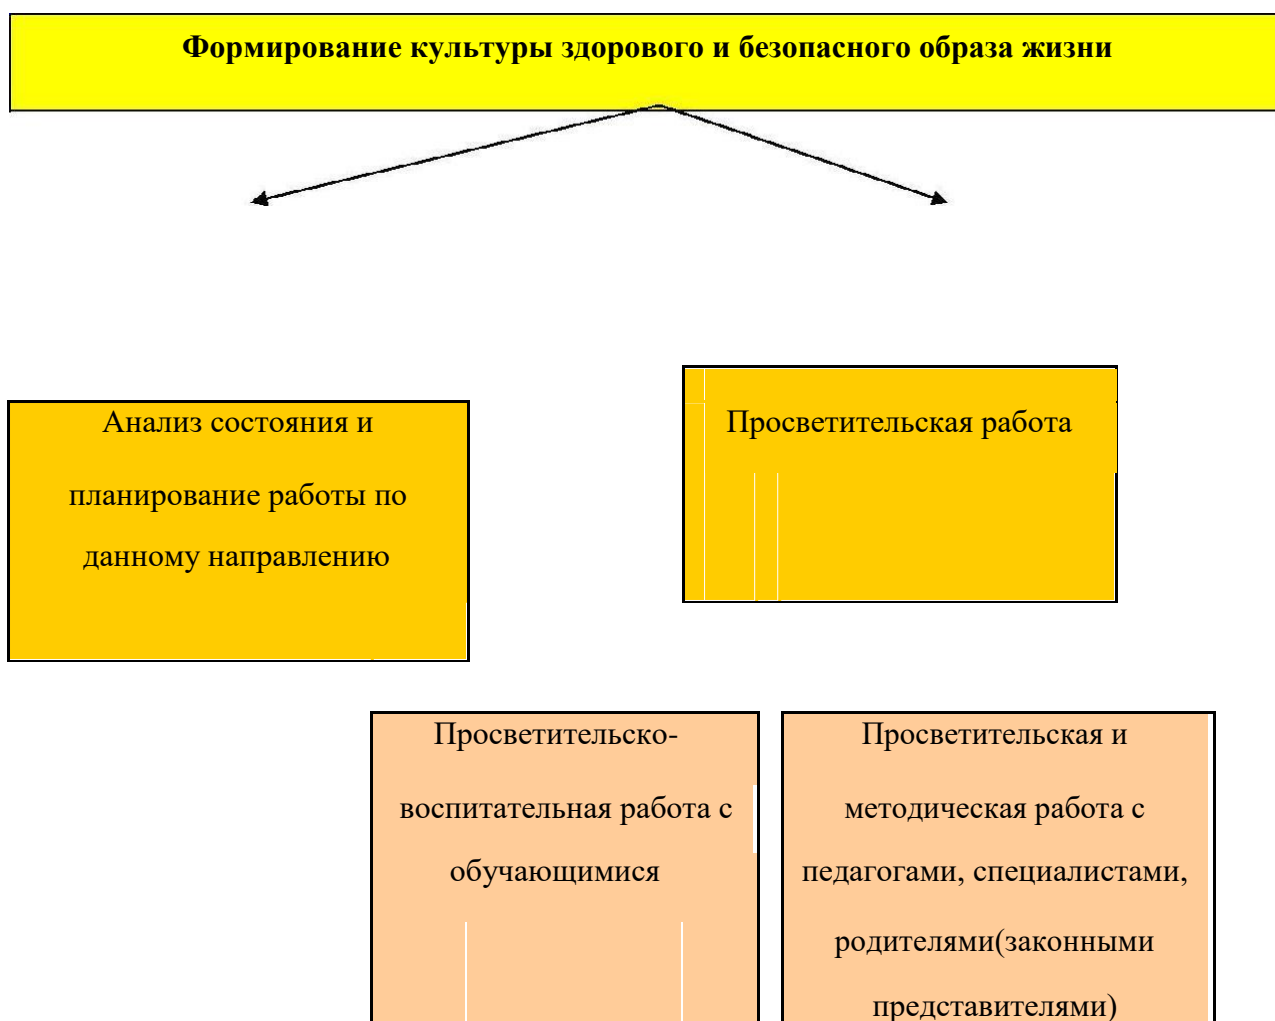 Формирование культуры здорового и безопасного образа жизни
Анализ состояния и
планирование работы по
данному направлению
Просветительская работа
Просветительско-
воспитательная работа с
обучающимися
Просветительская и
методическая работа с
педагогами, специалистами,
родителями(законными
представителями)